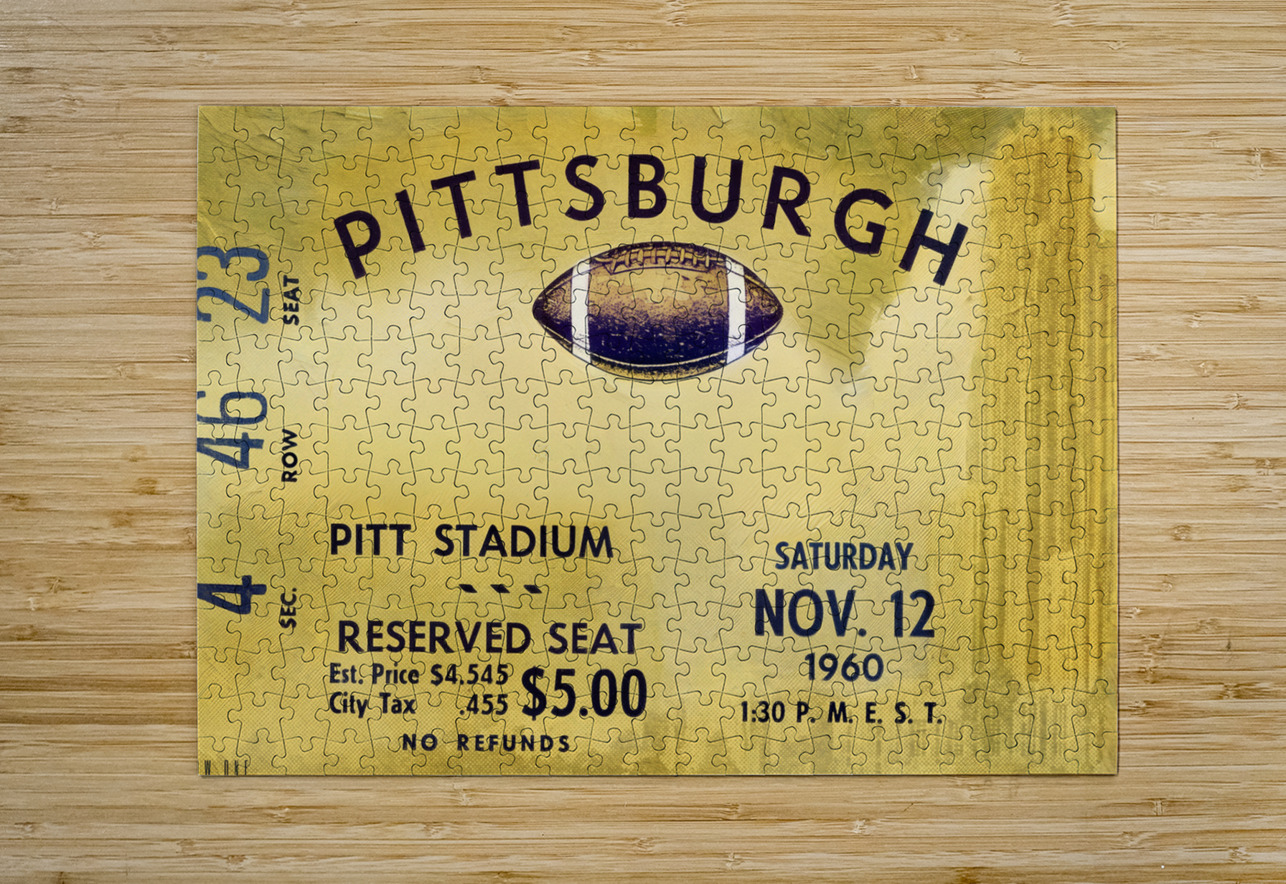 PITTSBURGH
23 SEAT
46 ROW
4 SEC.
PITT STADIUM
RESERVED SEAT
Est. Price $4.545
City Tax .455
$5.00
NO REFUNDS
SATURDAY
NOV. 12
1960
1:30 P. M. E. S. T.